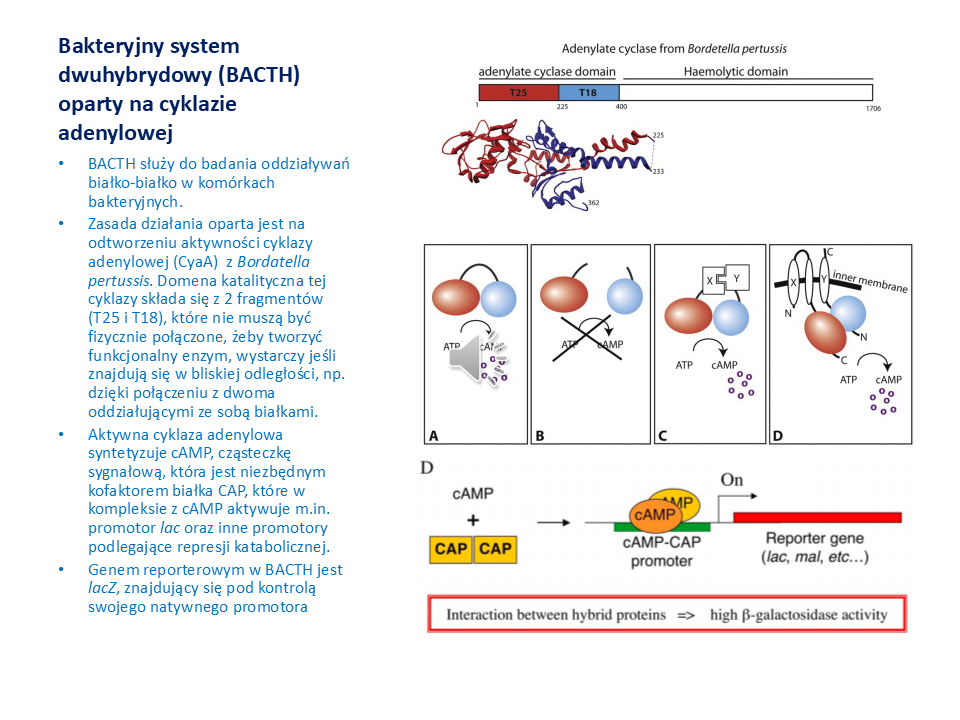 Bakteryjny system
dwuhybrydowy (BACTH)
oparty na cyklazie
adenylowej
• BACTH służy do badania oddziaływań
białko-białko w komórkach
bakteryjnych.
• Zasada działania oparta jest na
odtworzeniu aktywności cyklazy
adenylowej (CyaA) z Bordatella
pertussis. Domena katalityczna tej
cyklazy składa się z 2 fragmentów
(T25 i T18), które nie muszą być
fizycznie połączone, żeby tworzyć
funkcjonalny enzym, wystarczy jeśli
znajdują się w bliskiej odległości, np.
dzięki połączeniu z dwoma
oddziałującymi ze sobą białkami.
• Aktywna cyklaza adenylowa
syntetyzuje cAMP, cząsteczkę
sygnałową, która jest niezbędnym
kofaktorem białka CAP, które w
kompleksie z cAMP aktywuje m.in.
promotor lac oraz inne promotory
podlegające represji katabolicznej.
• Genem reporterowym w BACTH jest
lacZ, znajdujący się pod kontrolą
swojego natywnego promotora
Adenylate cyclase from Bordetella pertussis
adenylate cyclase domain Haemolytic domain
T25 T18
1 225 400 1706
225
233
362
ATP cAMP
A
ATP cAMP
B
X Y
ATP cAMP
C
C
X Y inner membrane
N
N
C
ATP cAMP
D
D
cAMP
+
CAP CAP
cAMP AMP
cAMP-CAP
promoter
On
Reporter gene
(lac, mal, etc...)
Interaction between hybrid proteins => high β-galactosidase activity